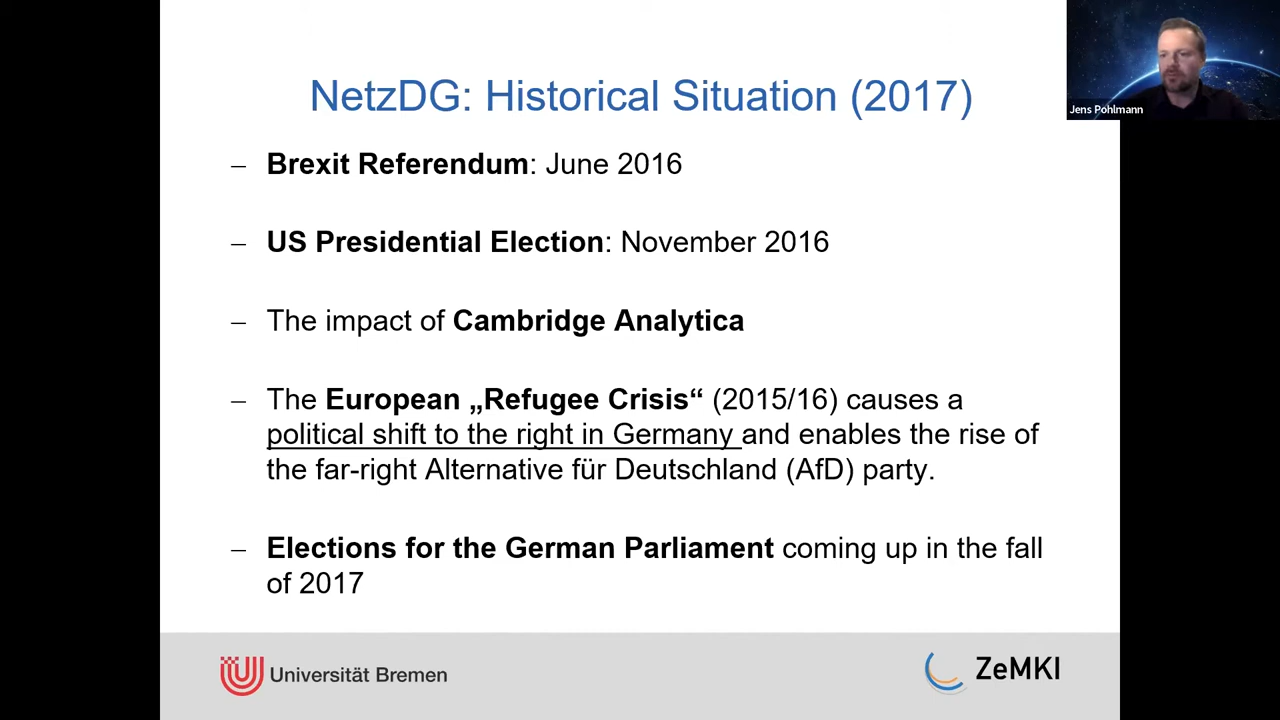 NetzDG: Historical Situation (2017)
Jens Pohlmann
– Brexit Referendum: June 2016
– US Presidential Election: November 2016
– The impact of Cambridge Analytica
– The European „Refugee Crisis“ (2015/16) causes a
political shift to the right in Germany and enables the rise of
the far-right Alternative für Deutschland (AfD) party.
– Elections for the German Parliament coming up in the fall
of 2017
Universität Bremen
ZeMKI